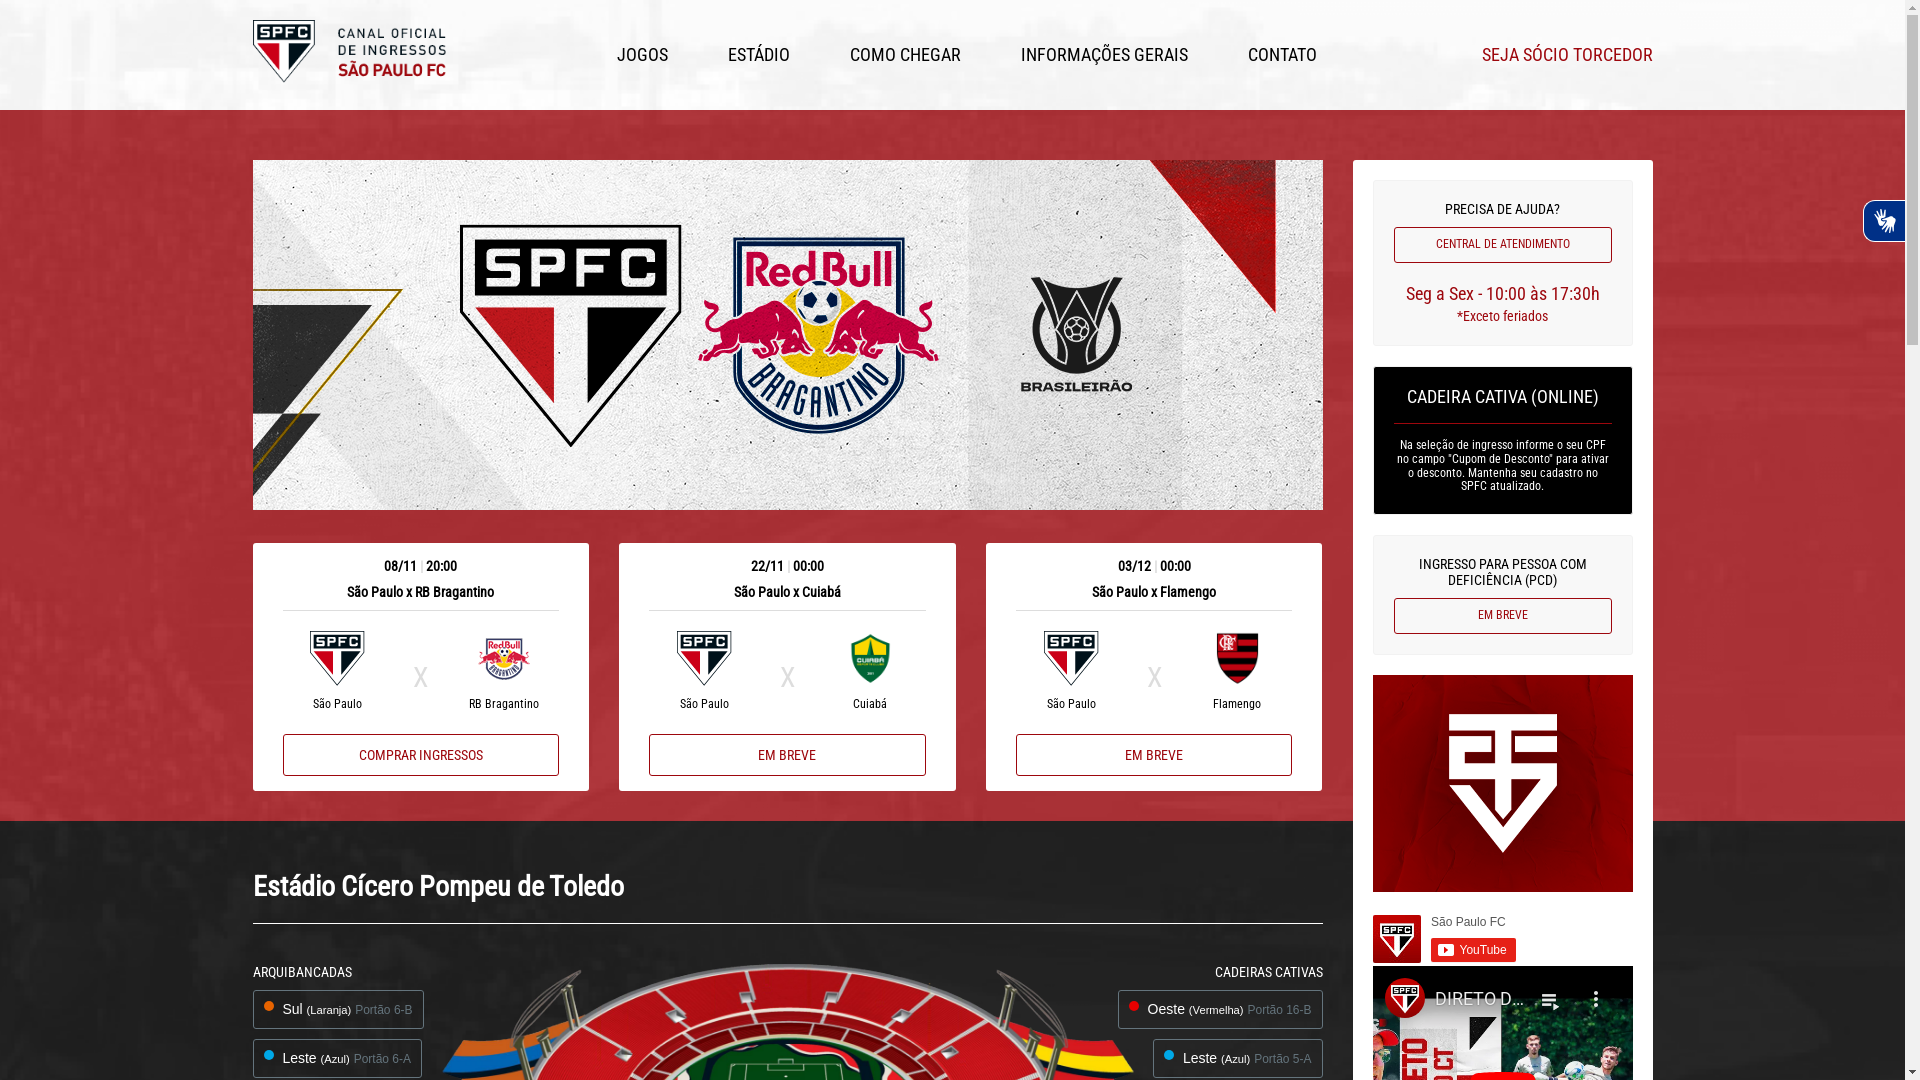 SPFC
CANAL OFICIAL
DE INGRESSOS
SÃO PAULO FC
JOGOS
ESTÁDIO
COMO CHEGAR
INFORMAÇÕES GERAIS
CONTATO
SEJA SÓCIO TORCEDOR
SPFC
Red Bull
BRAGANTINO
BRASILEIRÃO
08/11 | 20:00
São Paulo x RB Bragantino
SPFC
X
São Paulo
RB Bragantino
COMPRAR INGRESSOS
22/11 | 00:00
São Paulo x Cuiabá
SPFC
X
CUIABÁ
São Paulo
Cuiabá
EM BREVE
03/12 | 00:00
São Paulo x Flamengo
SPFC
X
São Paulo
Flamengo
EM BREVE
PRECISA DE AJUDA?
CENTRAL DE ATENDIMENTO
Seg a Sex - 10:00 às 17:30h
*Exceto feriados
CADEIRA CATIVA (ONLINE)
Na seleção de ingresso informe o seu CPF
no campo "Cupom de Desconto" para ativar
o desconto. Mantenha seu cadastro no
SPFC atualizado.
INGRESSO PARA PESSOA COM
DEFICIÊNCIA (PCD)
EM BREVE
São Paulo FC
YouTube
DIRETO D...
Estádio Cícero Pompeu de Toledo
ARQUIBANCADAS
Sul (Laranja) Portão 6-B
Leste (Azul) Portão 6-A
CADEIRAS CATIVAS
Oeste (Vermelha) Portão 16-B
Leste (Azul) Portão 5-A